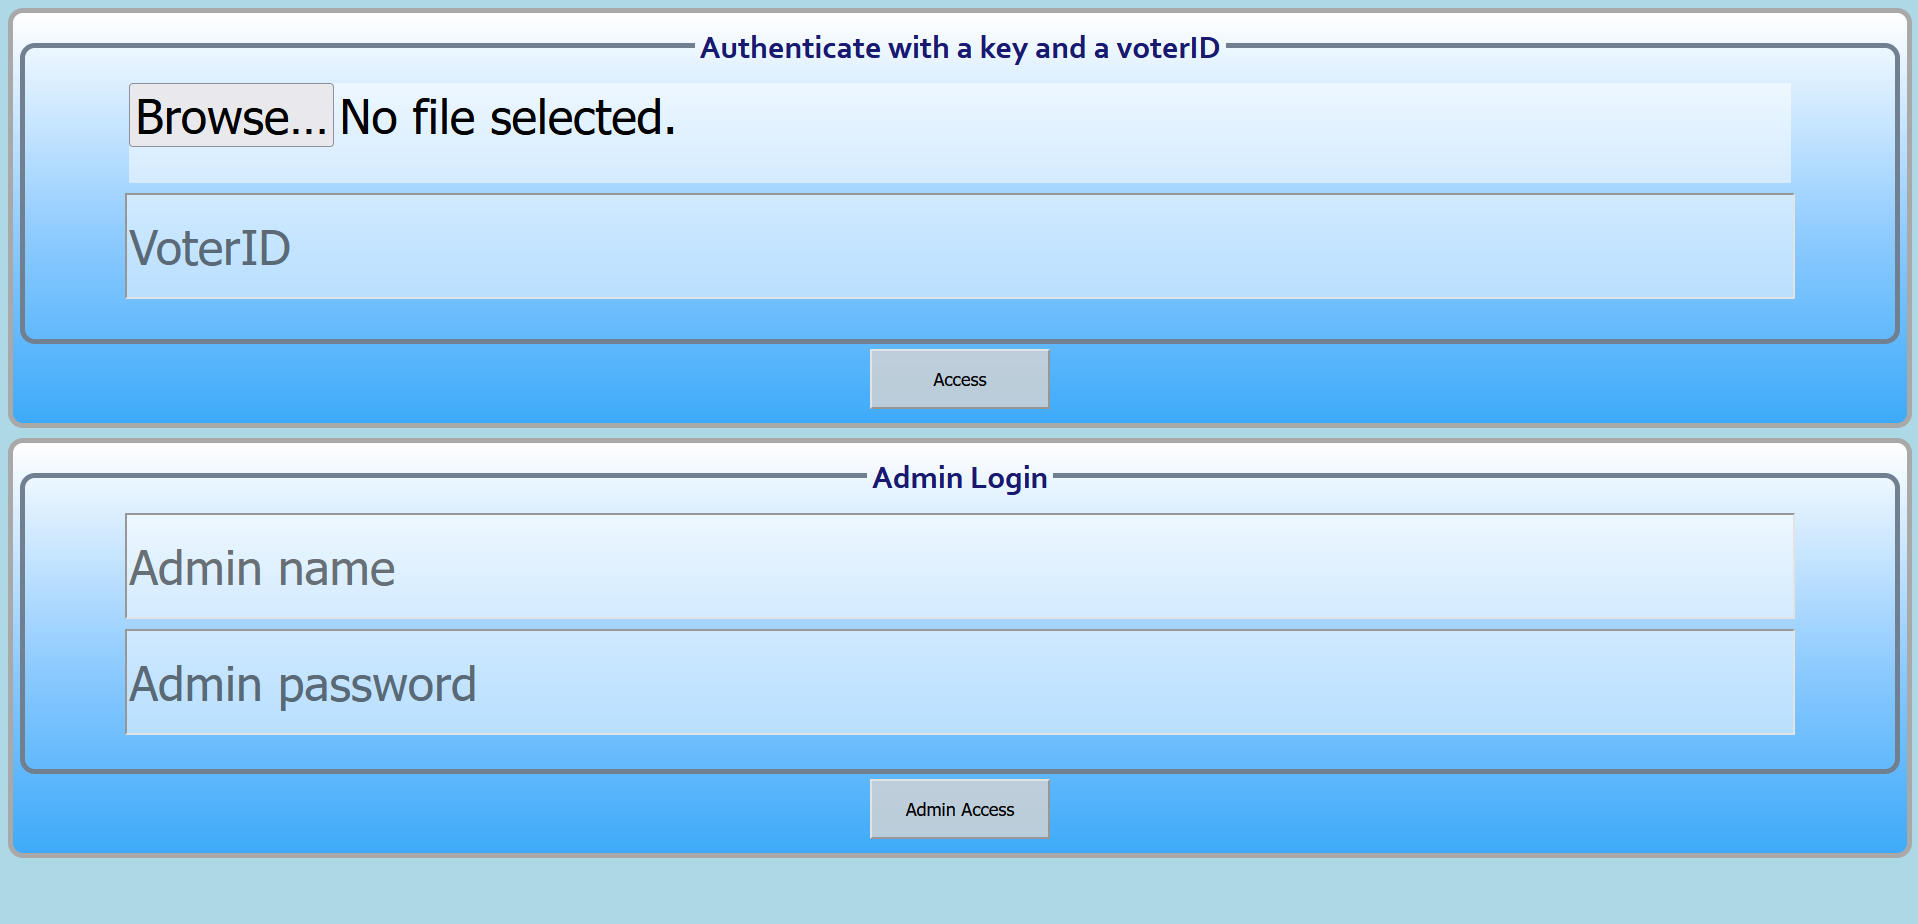 Authenticate with a key and a voterID
Browse... No file selected.
VoterID
Access
Admin Login
Admin name
Admin password
Admin Access